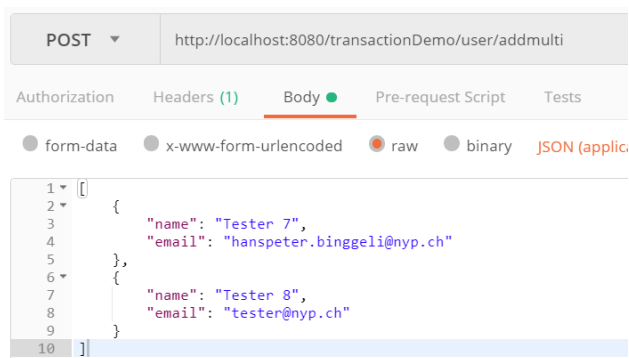 POST http://localhost:8080/transactionDemo/user/addmulti
Authorization Headers (1) Body Pre-request Script Tests
form-data x-www-form-urlencoded raw binary JSON (applica
1 [
2 {
3 "name": "Tester 7",
4 "email": "hanspeter.binggeli@nyp.ch"
5 },
6 {
7 "name": "Tester 8",
8 "email": "tester@nyp.ch"
9 }
10 ]